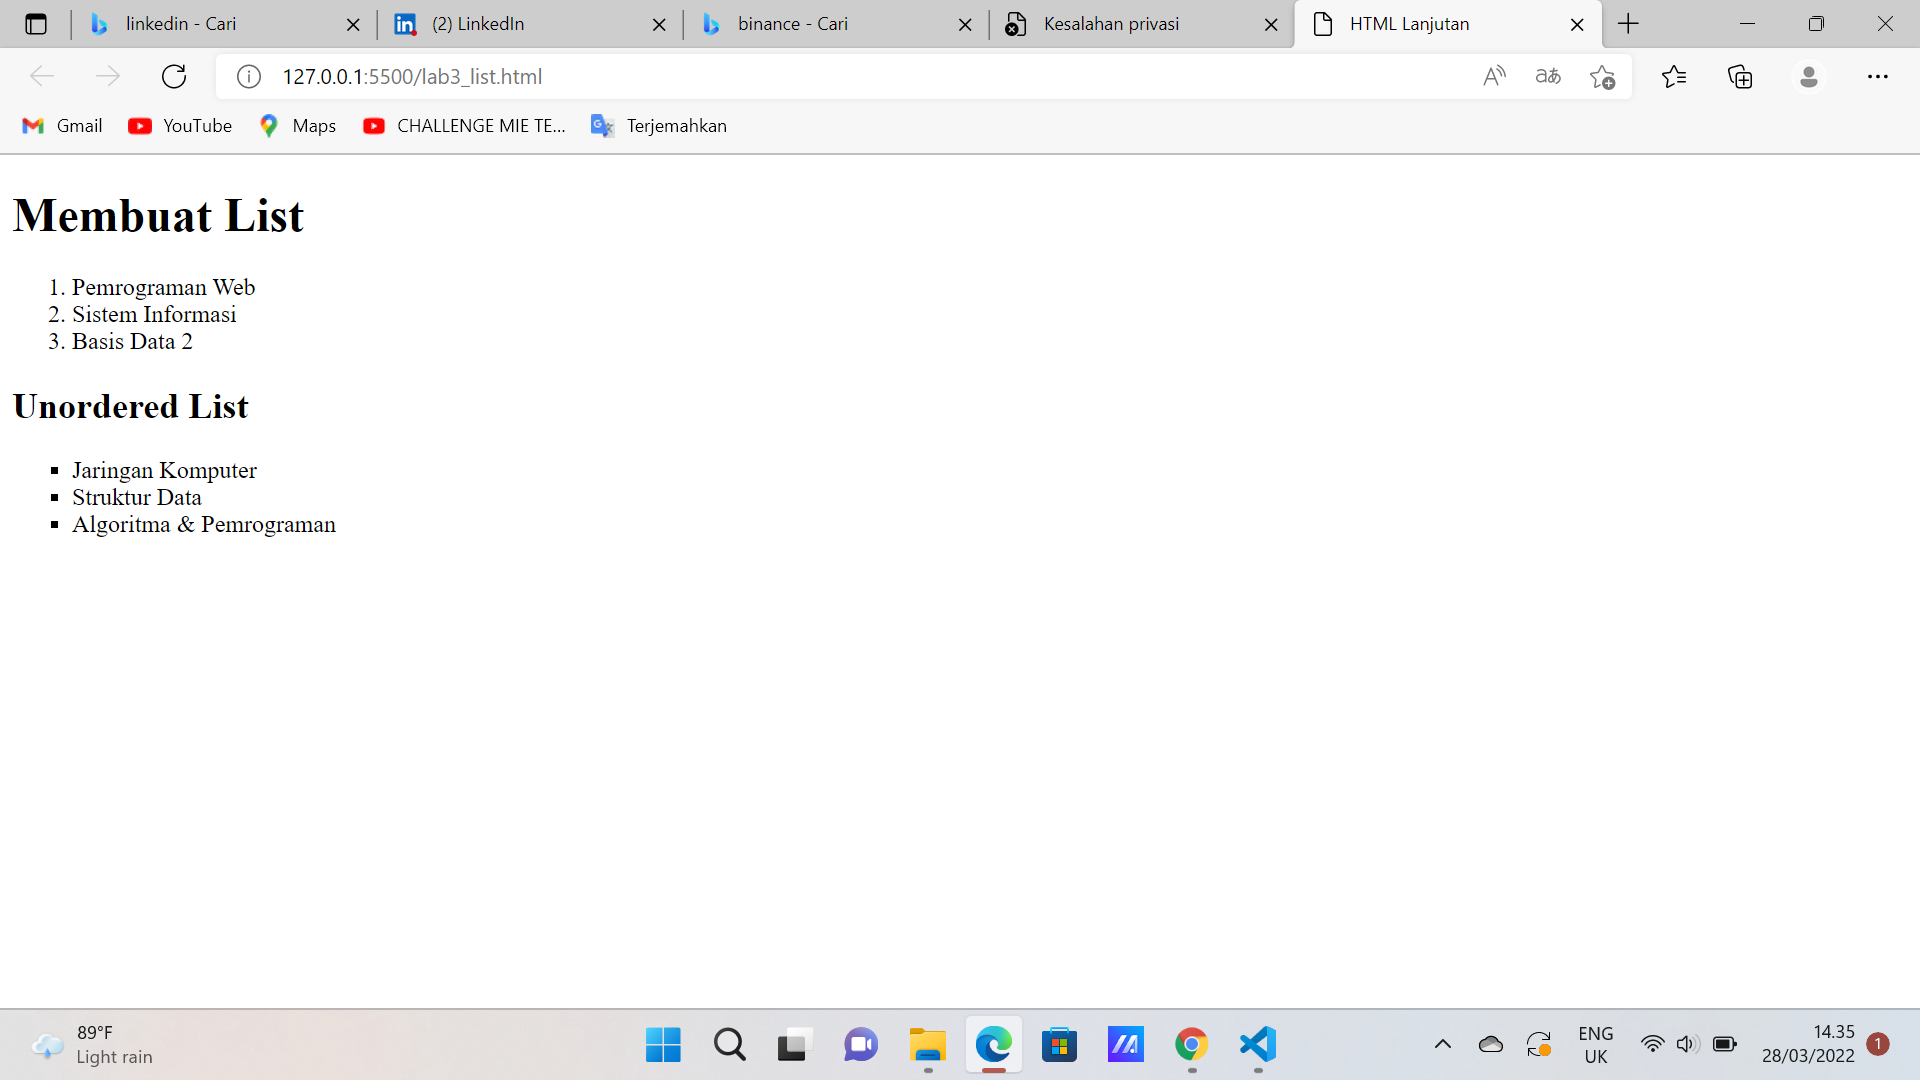 linkedin - Cari
(2) LinkedIn
binance - Cari
Kesalahan privasi
HTML Lanjutan
127.0.0.1:5500/lab3_list.html
Gmail
YouTube
Maps
CHALLENGE MIE TE...
Terjemahkan
Membuat List
1. Pemrograman Web
2. Sistem Informasi
3. Basis Data 2
Unordered List
Jaringan Komputer
Struktur Data
Algoritma & Pemrograman
89°F
Light rain
ENG
UK
14.35
28/03/2022
1